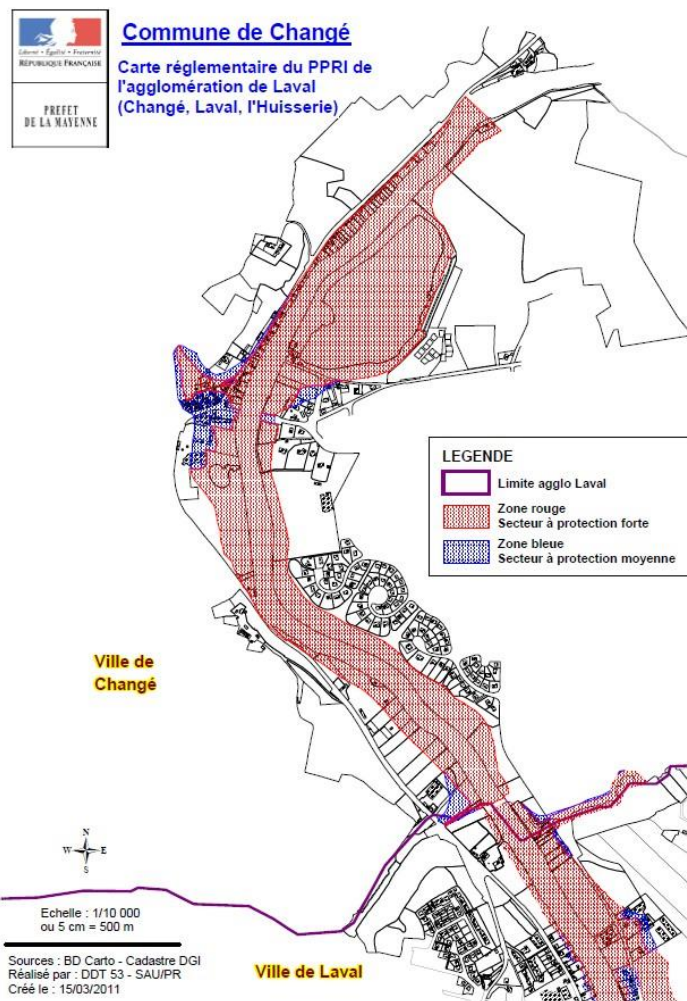 Liberté • Égalité • Fraternité
RÉPUBLIQUE FRANÇAISE
PREFET
DE LA MAYENNE
Commune de Changé
Carte réglementaire du PPRI de
l'agglomération de Laval
(Changé, Laval, l'Huisserie)
LEGENDE
Limite agglo Laval
Zone rouge
Secteur à protection forte
Zone bleue
Secteur à protection moyenne
Ville de
Changé
N
W E
S
Echelle : 1/10 000
ou 5 cm = 500 m
Sources : BD Carto - Cadastre DGI
Réalisé par : DDT 53 - SAU/PR
Créé le : 15/03/2011
Ville de Laval